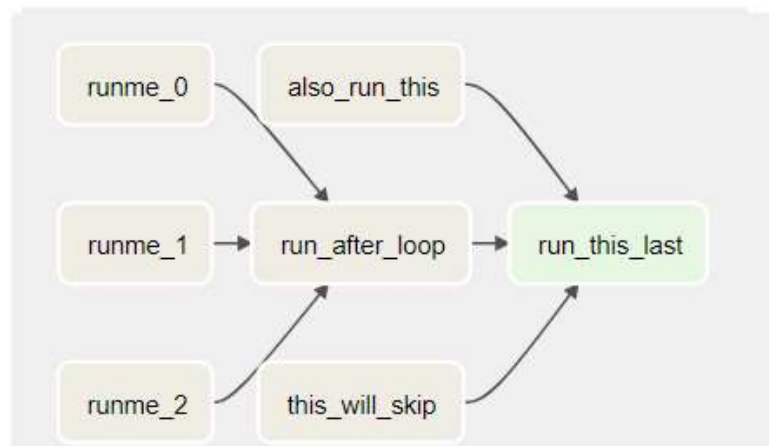 runme_0
also_run_this
runme_1
run_after_loop
run_this_last
runme_2
this_will_skip